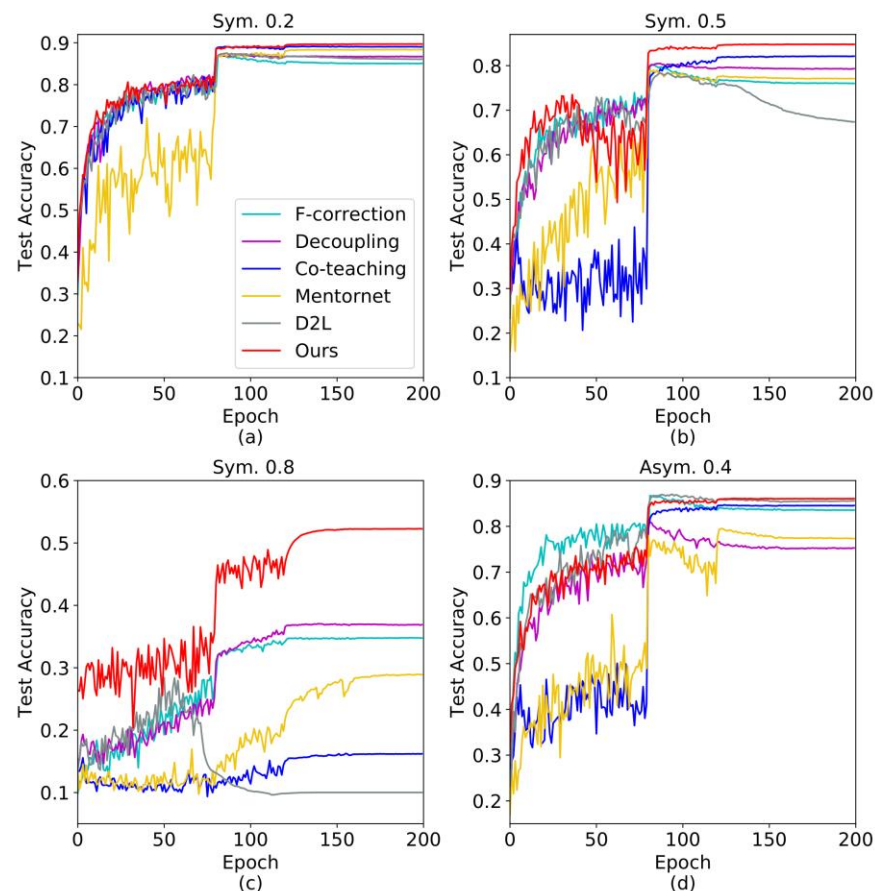 Sym. 0.2
0.9
0.8
0.7
0.6
0.5
0.4
0.3
0.2
0.1
Test Accuracy
F-correction
Decoupling
Co-teaching
Mentornet
D2L
Ours
0 50 100 150 200
Epoch
(a)
Sym. 0.5
0.8
0.7
0.6
0.5
0.4
0.3
0.2
0.1
Test Accuracy
0 50 100 150 200
Epoch
(b)
Sym. 0.8
0.6
0.5
0.4
0.3
0.2
0.1
Test Accuracy
0 50 100 150 200
Epoch
(c)
Asym. 0.4
0.9
0.8
0.7
0.6
0.5
0.4
0.3
0.2
Test Accuracy
0 50 100 150 200
Epoch
(d)